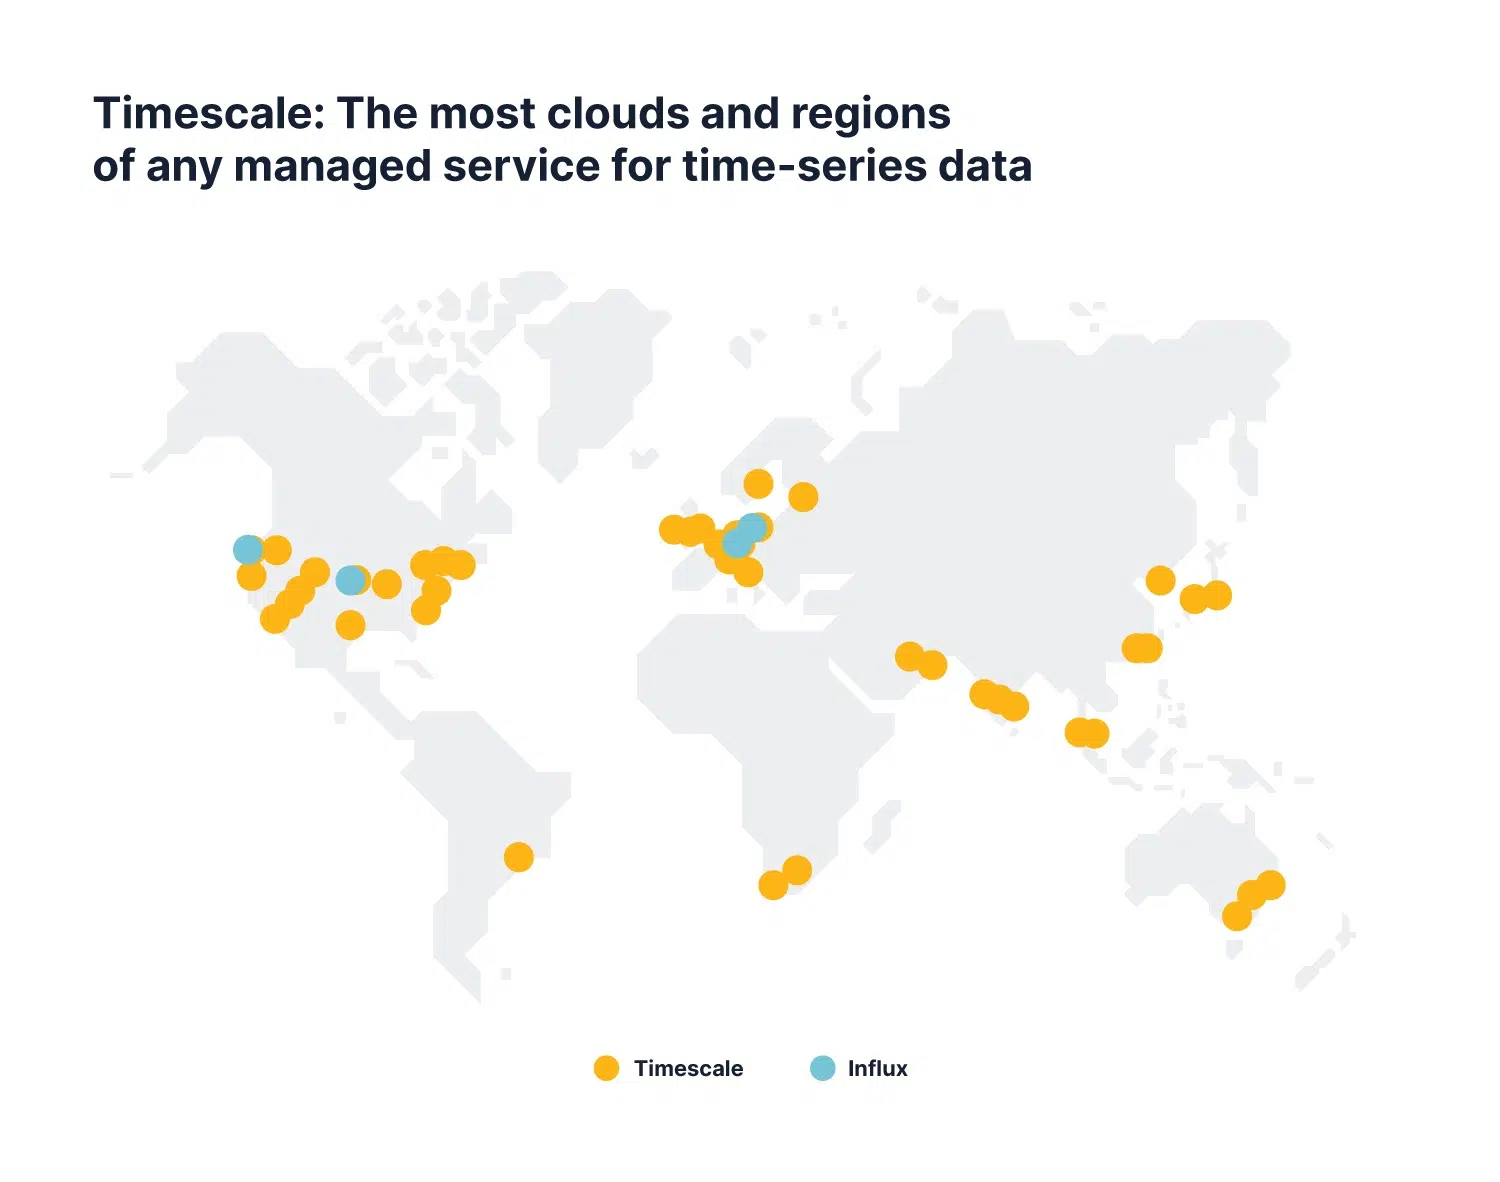 Timescale: The most clouds and regions
of any managed service for time-series data
Timescale
Influx